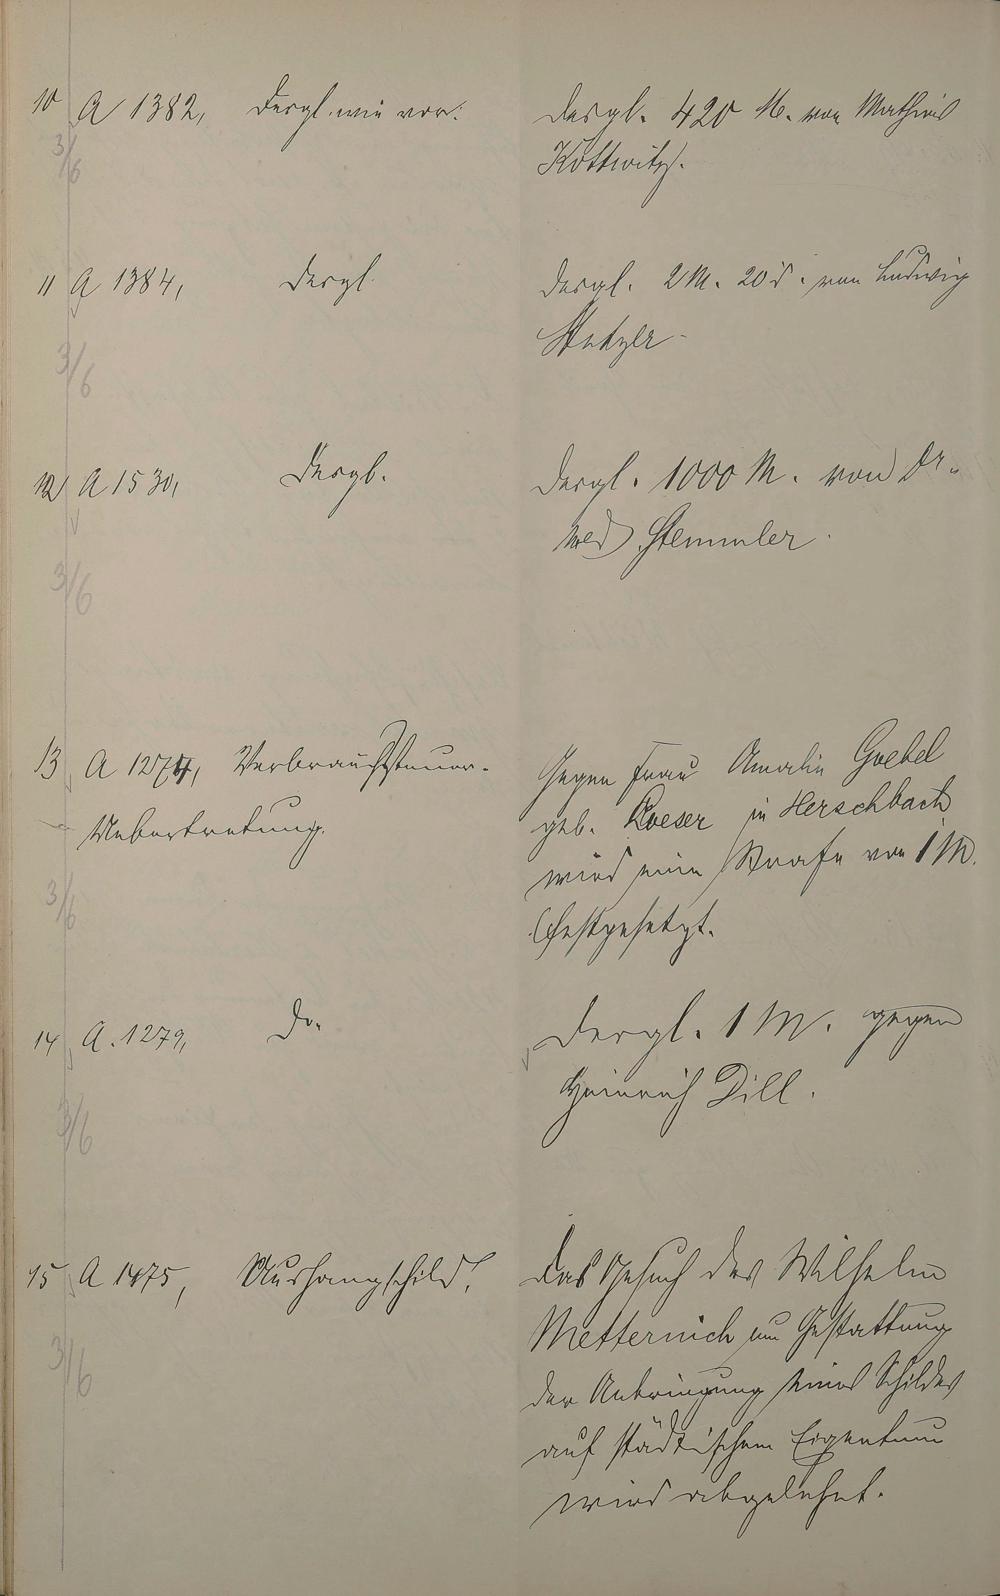 10 A 1382, Desgl. wie vor.
3/6
desgl. 420 M. von Mathias
Kottwitz.
11 A 1384, desgl.
3/6
desgl. 2 M. 20 d. von Ludwig
12 A 1530, desgl.
3/6
desgl. 1000 M. von Dr.
med Stemmler.
13 A 1274, Verbrauchssteuer-
Uebertretung.
3/6
Gegen Frau Amalie Goebel
geb. Roeser in Herschbach
wird eine Strafe von 1 M.
festgesetzt.
14 A. 1279, do.
3/6
desgl. 1 M. gegen
Heinrich Dill.
15 A 1475, Aushangschild.
3/6
Das Gesuch des Wilhelm
Metternich um Gestattung
der Anbringung eines Schildes
auf städtischem Eigentum
wird abgelehnt.